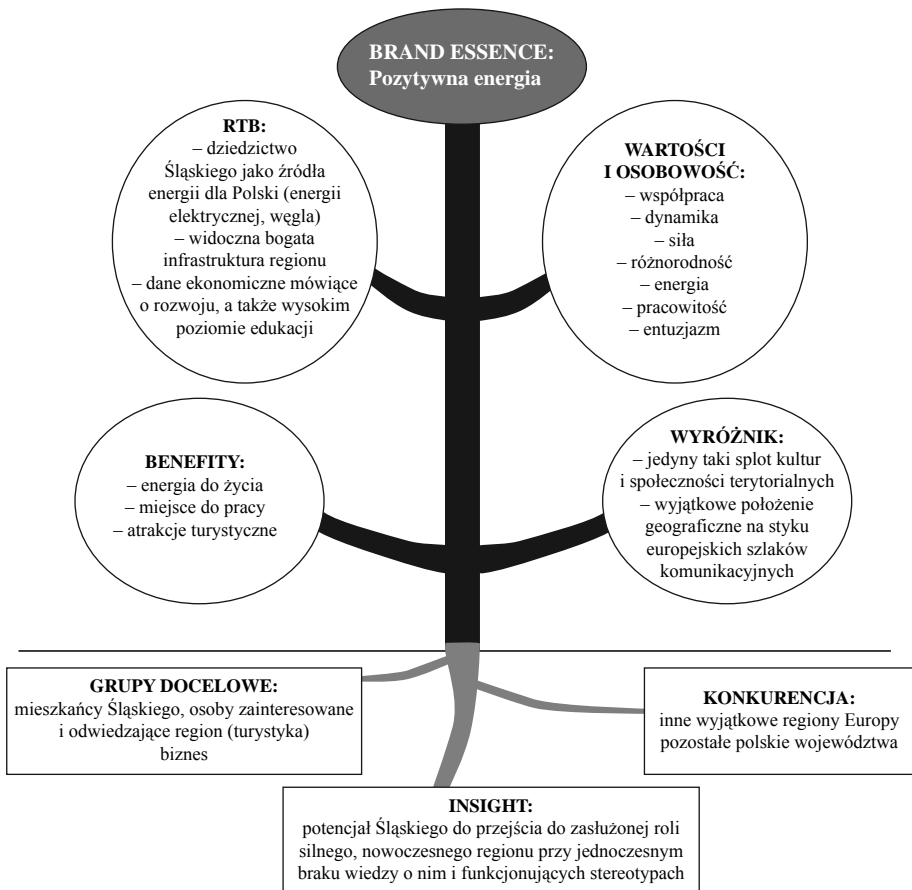 BRAND ESSENCE:
Pozytywna energia
RTB:
– dziedzictwo
Śląskiego jako źródła
energii dla Polski (energii
elektrycznej, węgla)
– widoczna bogata
infrastruktura regionu
– dane ekonomiczne mówiące
o rozwoju, a także wysokim
poziomie edukacji
WARTOŚCI
I OSOBOWOŚĆ:
– współpraca
– dynamika
– siła
– różnorodność
– energia
– pracowitość
– entuzjazm
BENEFITY:
– energia do życia
– miejsce do pracy
– atrakcje turystyczne
WYRÓŻNIK:
– jedyny taki splot kultur
i społeczności terytorialnych
– wyjątkowe położenie
geograficzne na styku
europejskich szlaków
komunikacyjnych
GRUPY DOCELOWE:
mieszkańcy Śląskiego, osoby zainteresowane
i odwiedzające region (turystyka)
biznes
KONKURENCJA:
inne wyjątkowe regiony Europy
pozostałe polskie województwa
INSIGHT:
potencjał Śląskiego do przejścia do zasłużonej roli
silnego, nowoczesnego regionu przy jednoczesnym
braku wiedzy o nim i funkcjonujących stereotypach